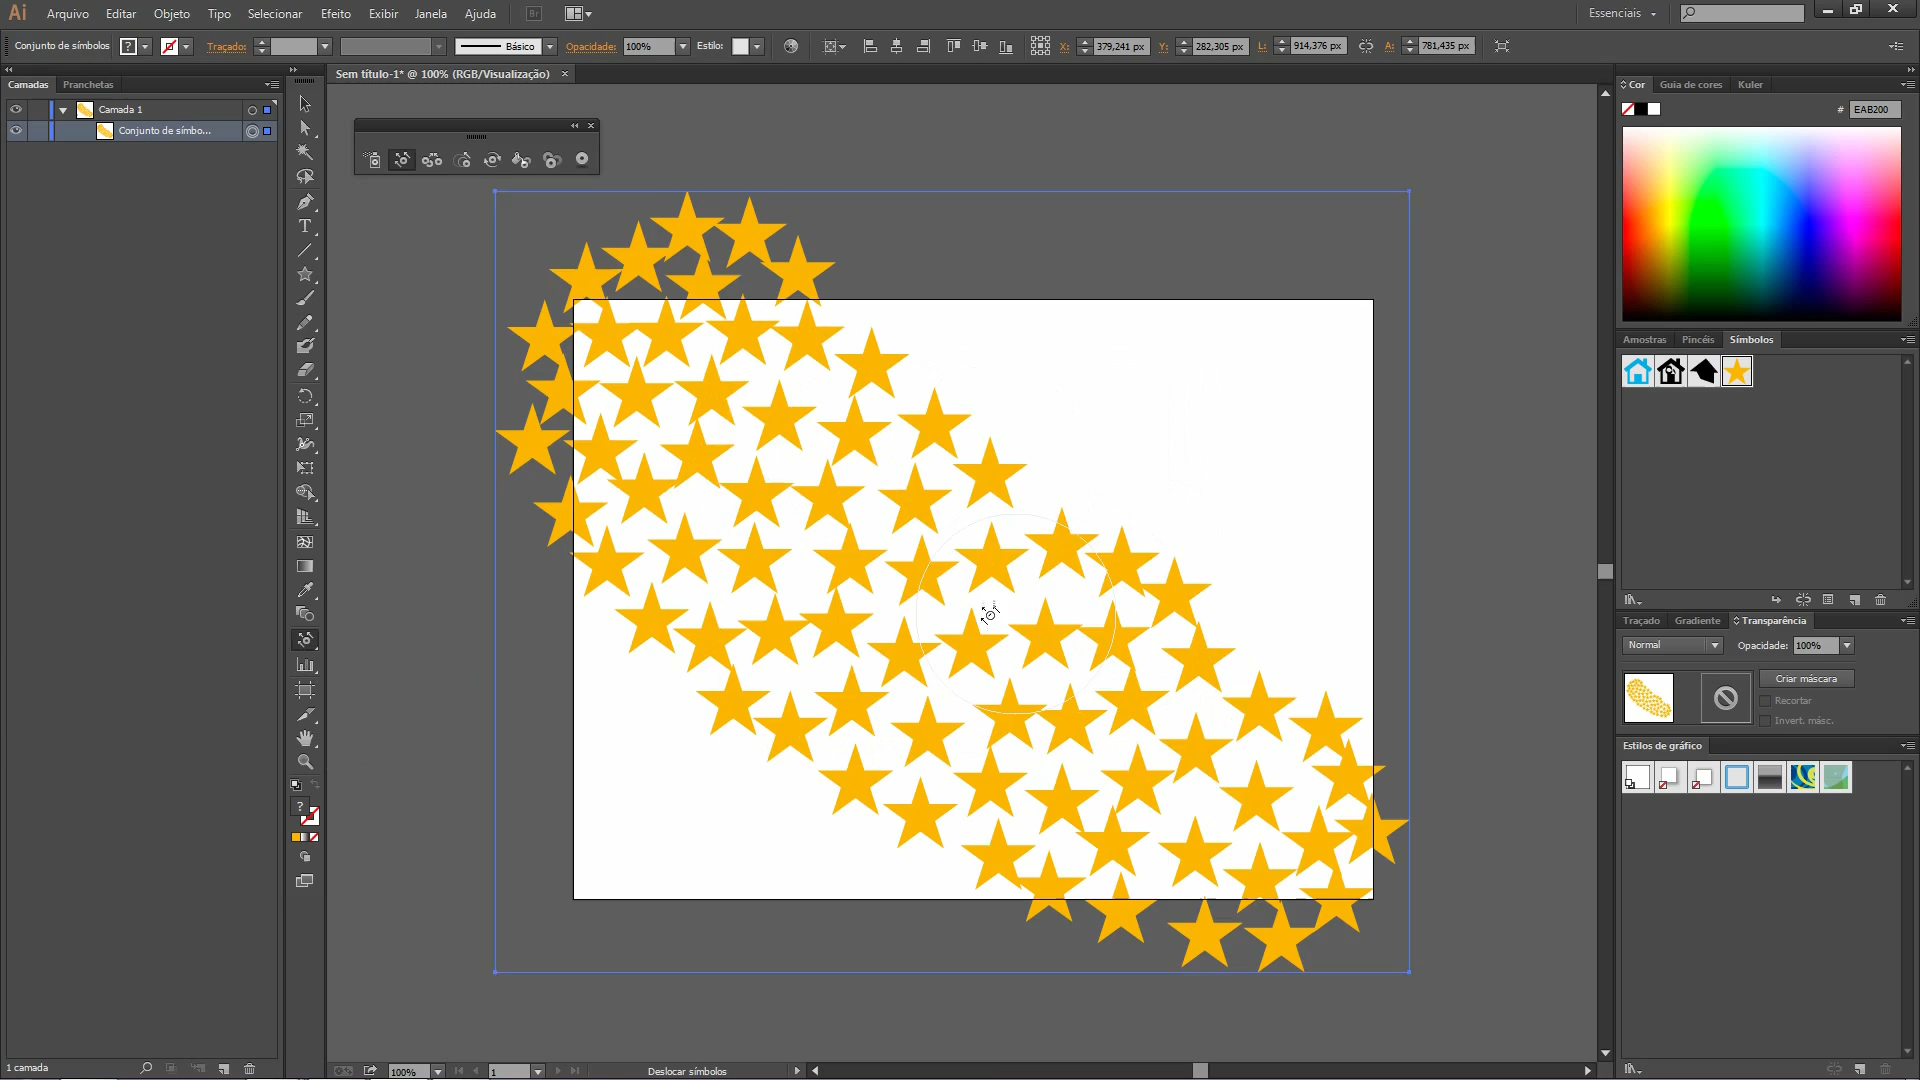 Ai Arquivo Editar Objeto Tipo Selecionar Efeito Exibir Janela Ajuda Br Essenciais
Conjunto de símbolos ? Traçado: Básico Opacidade: 100% Estilo: X: 379,241 px Y: 282,305 px L: 914,376 px A: 781,435 px
Camadas Pranchetas
Sem título-1* @ 100% (RGB/Visualização)
Camada 1
Conjunto de símbo...
Cor Guia de cores Kuler
# EAB200
Amostras Pincéis Símbolos
Traçado Gradiente Transparência
Normal Opacidade: 100%
Criar máscara
Recortar
Invert. másc.
Estilos de gráfico
T
?
1 camada
100% 1 Deslocar símbolos